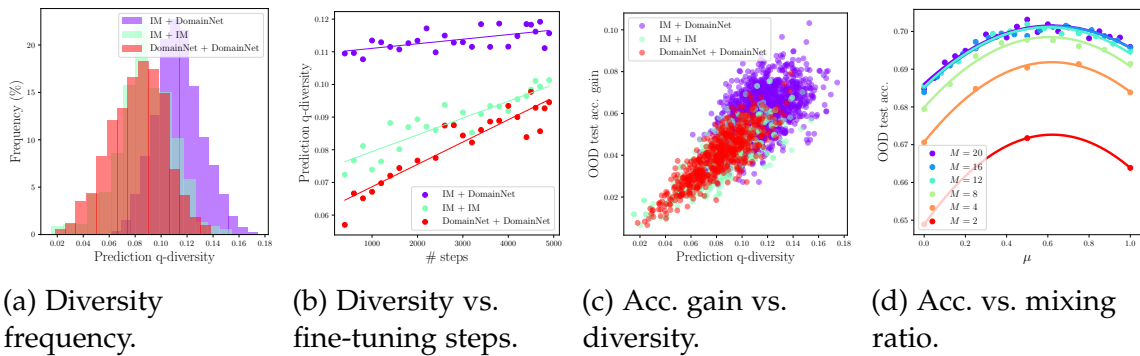 IM + DomainNet
IM + IM
DomainNet + DomainNet
Frequency (%)
20
15
10
5
0
0.02 0.04 0.06 0.08 0.10 0.12 0.14 0.16 0.18
Prediction q-diversity
Prediction q-diversity
0.12
0.11
0.10
0.09
0.08
0.07
0.06
IM + DomainNet
IM + IM
DomainNet + DomainNet
1000 2000 3000 4000 5000
# steps
IM + DomainNet
IM + IM
DomainNet + DomainNet
OOD test acc. gain
0.10
0.08
0.06
0.04
0.02
0.02 0.04 0.06 0.08 0.10 0.12 0.14 0.16 0.18
Prediction q-diversity
OOD test acc.
0.70
0.69
0.68
0.67
0.66
0.65
M = 20
M = 16
M = 12
M = 8
M = 4
M = 2
0.0 0.2 0.4 0.6 0.8 1.0
μ
(a) Diversity
frequency.
(b) Diversity vs.
fine-tuning steps.
(c) Acc. gain vs.
diversity.
(d) Acc. vs. mixing
ratio.